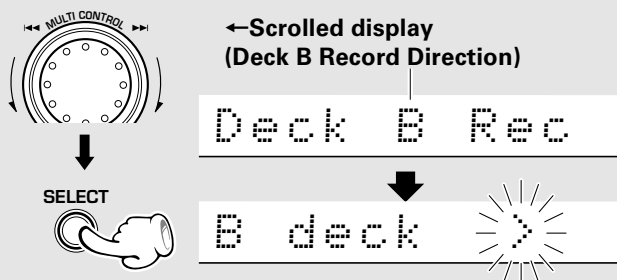 MULTI CONTROL
←Scrolled display
(Deck B Record Direction)
Deck B Rec
SELECT
B deck >